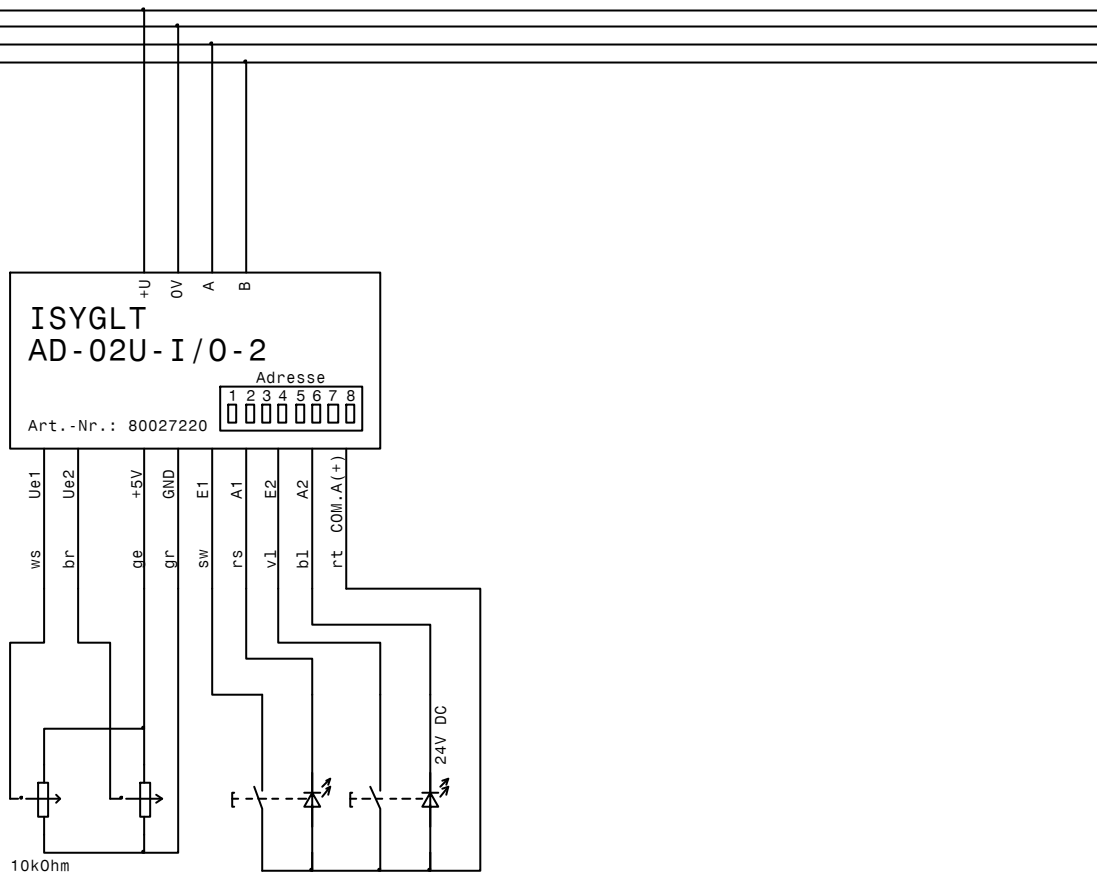 +U 0V A B
ISYGLT
AD-02U-I/O-2
Adresse
1 2 3 4 5 6 7 8
Art.-Nr.: 80027220
Ue1 Ue2 +5V GND E1 A1 E2 A2 COM.A(+)
ws br ge gr sw rs vl bl rt
24V DC
10kOhm